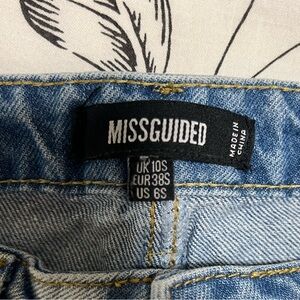 MISSGUIDED
MADE IN
CHINA
UK 10S
EUR 38S
US 6S